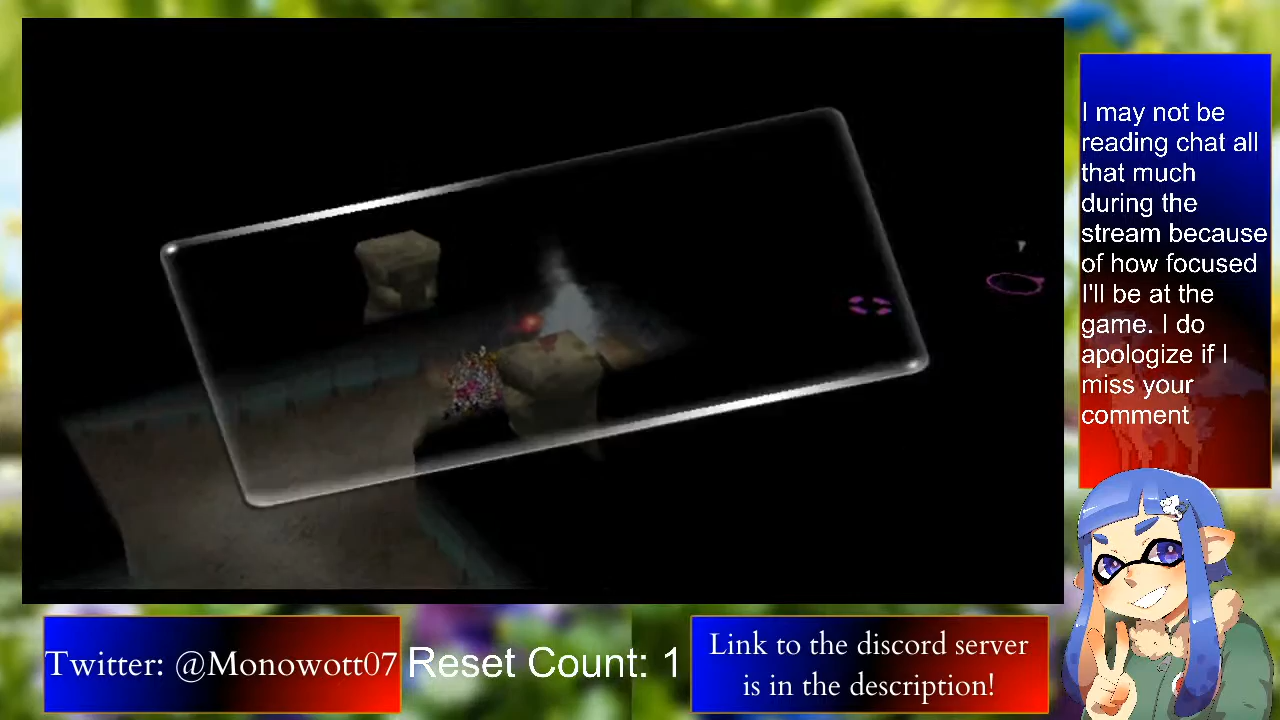 I may not be
reading chat all
that much
during the
stream because
of how focused
I'll be at the
game. I do
apologize if I
miss your
comment
Twitter: @Monowott07
Reset Count: 1
Link to the discord server
is in the description!